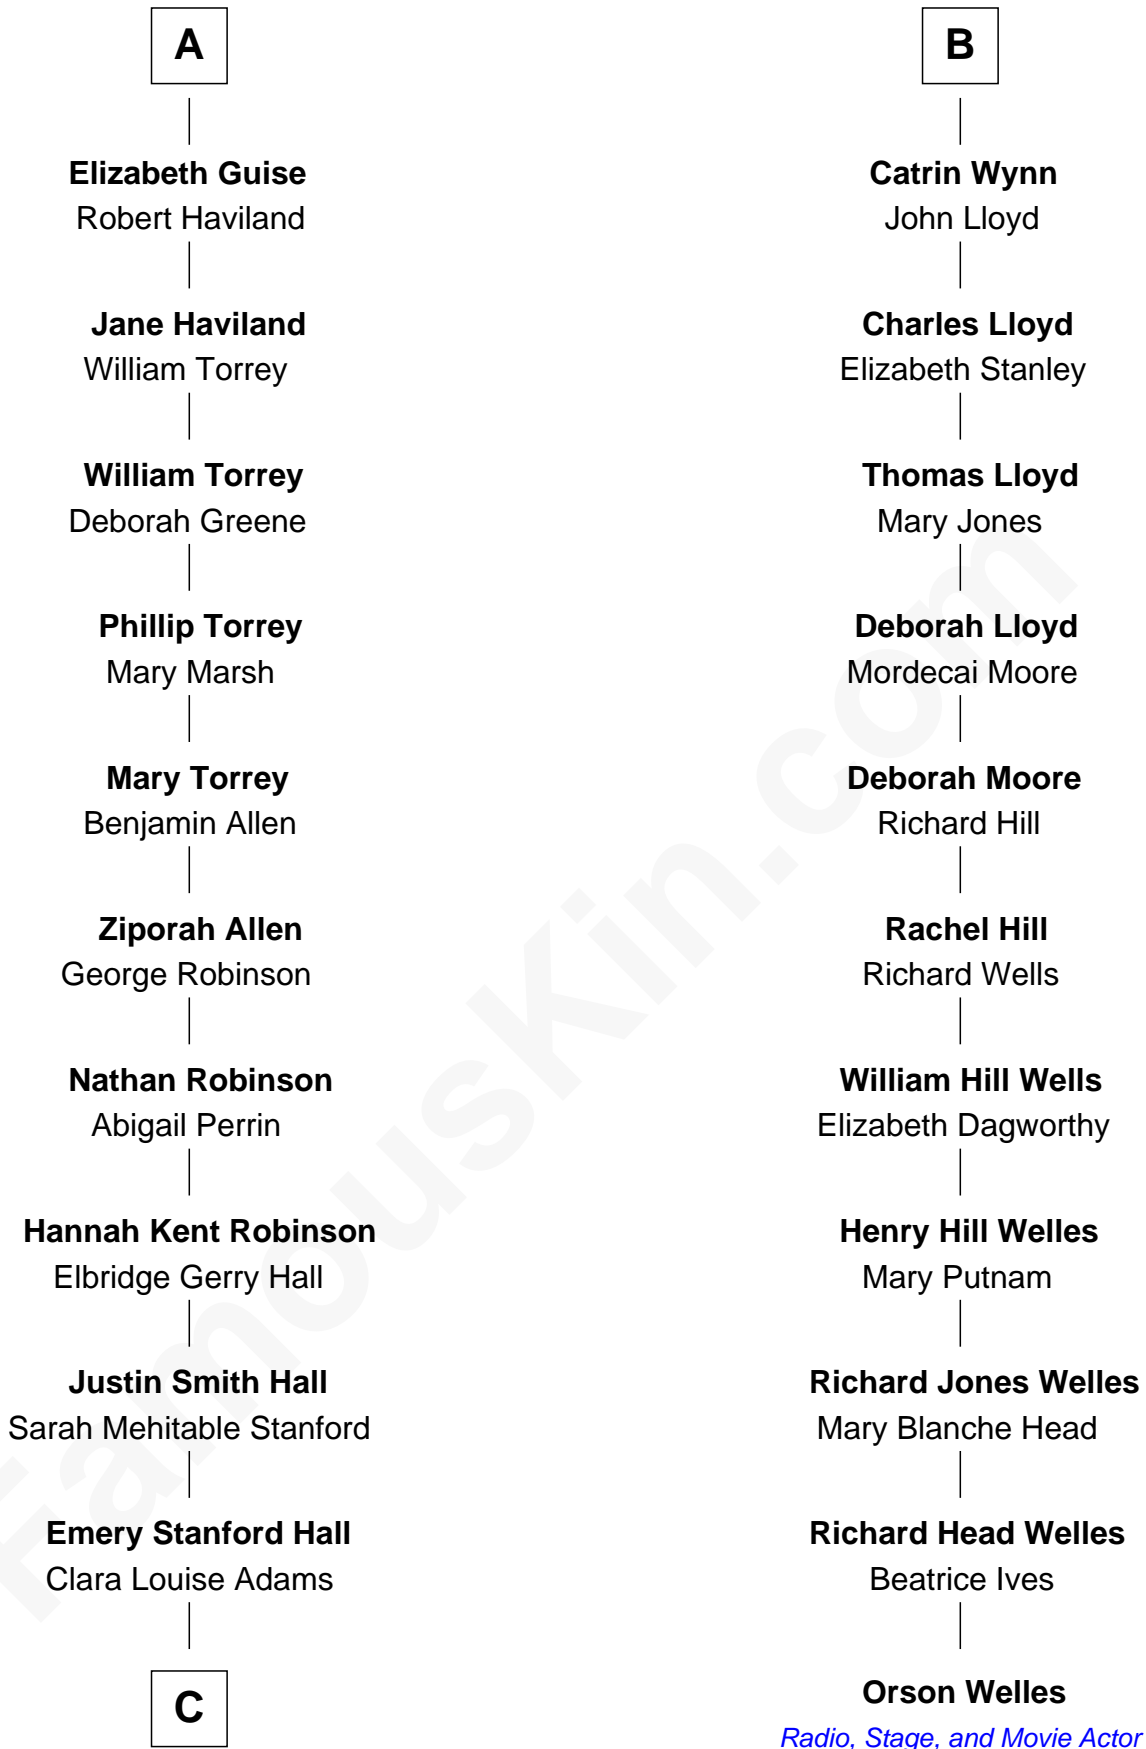 A
Elizabeth Guise
Robert Haviland
Jane Haviland
William Torrey
William Torrey
Deborah Greene
Phillip Torrey
Mary Marsh
Mary Torrey
Benjamin Allen
Ziporah Allen
George Robinson
Nathan Robinson
Abigail Perrin
Hannah Kent Robinson
Elbridge Gerry Hall
Justin Smith Hall
Sarah Mehitable Stanford
Emery Stanford Hall
Clara Louise Adams
C
B
Catrin Wynn
John Lloyd
Charles Lloyd
Elizabeth Stanley
Thomas Lloyd
Mary Jones
Deborah Lloyd
Mordecai Moore
Deborah Moore
Richard Hill
Rachel Hill
Richard Wells
William Hill Wells
Elizabeth Dagworthy
Henry Hill Welles
Mary Putnam
Richard Jones Welles
Mary Blanche Head
Richard Head Welles
Beatrice Ives
Orson Welles
Radio, Stage, and Movie Actor
FamousKin.com